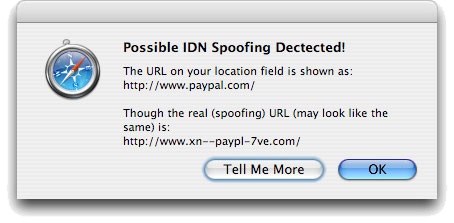 Possible IDN Spoofing Dectected!
The URL on your location field is shown as:
http://www.paypal.com/
Though the real (spoofing) URL (may look like the
same) is:
http://www.xn--paypl-7ve.com/
Tell Me More
OK